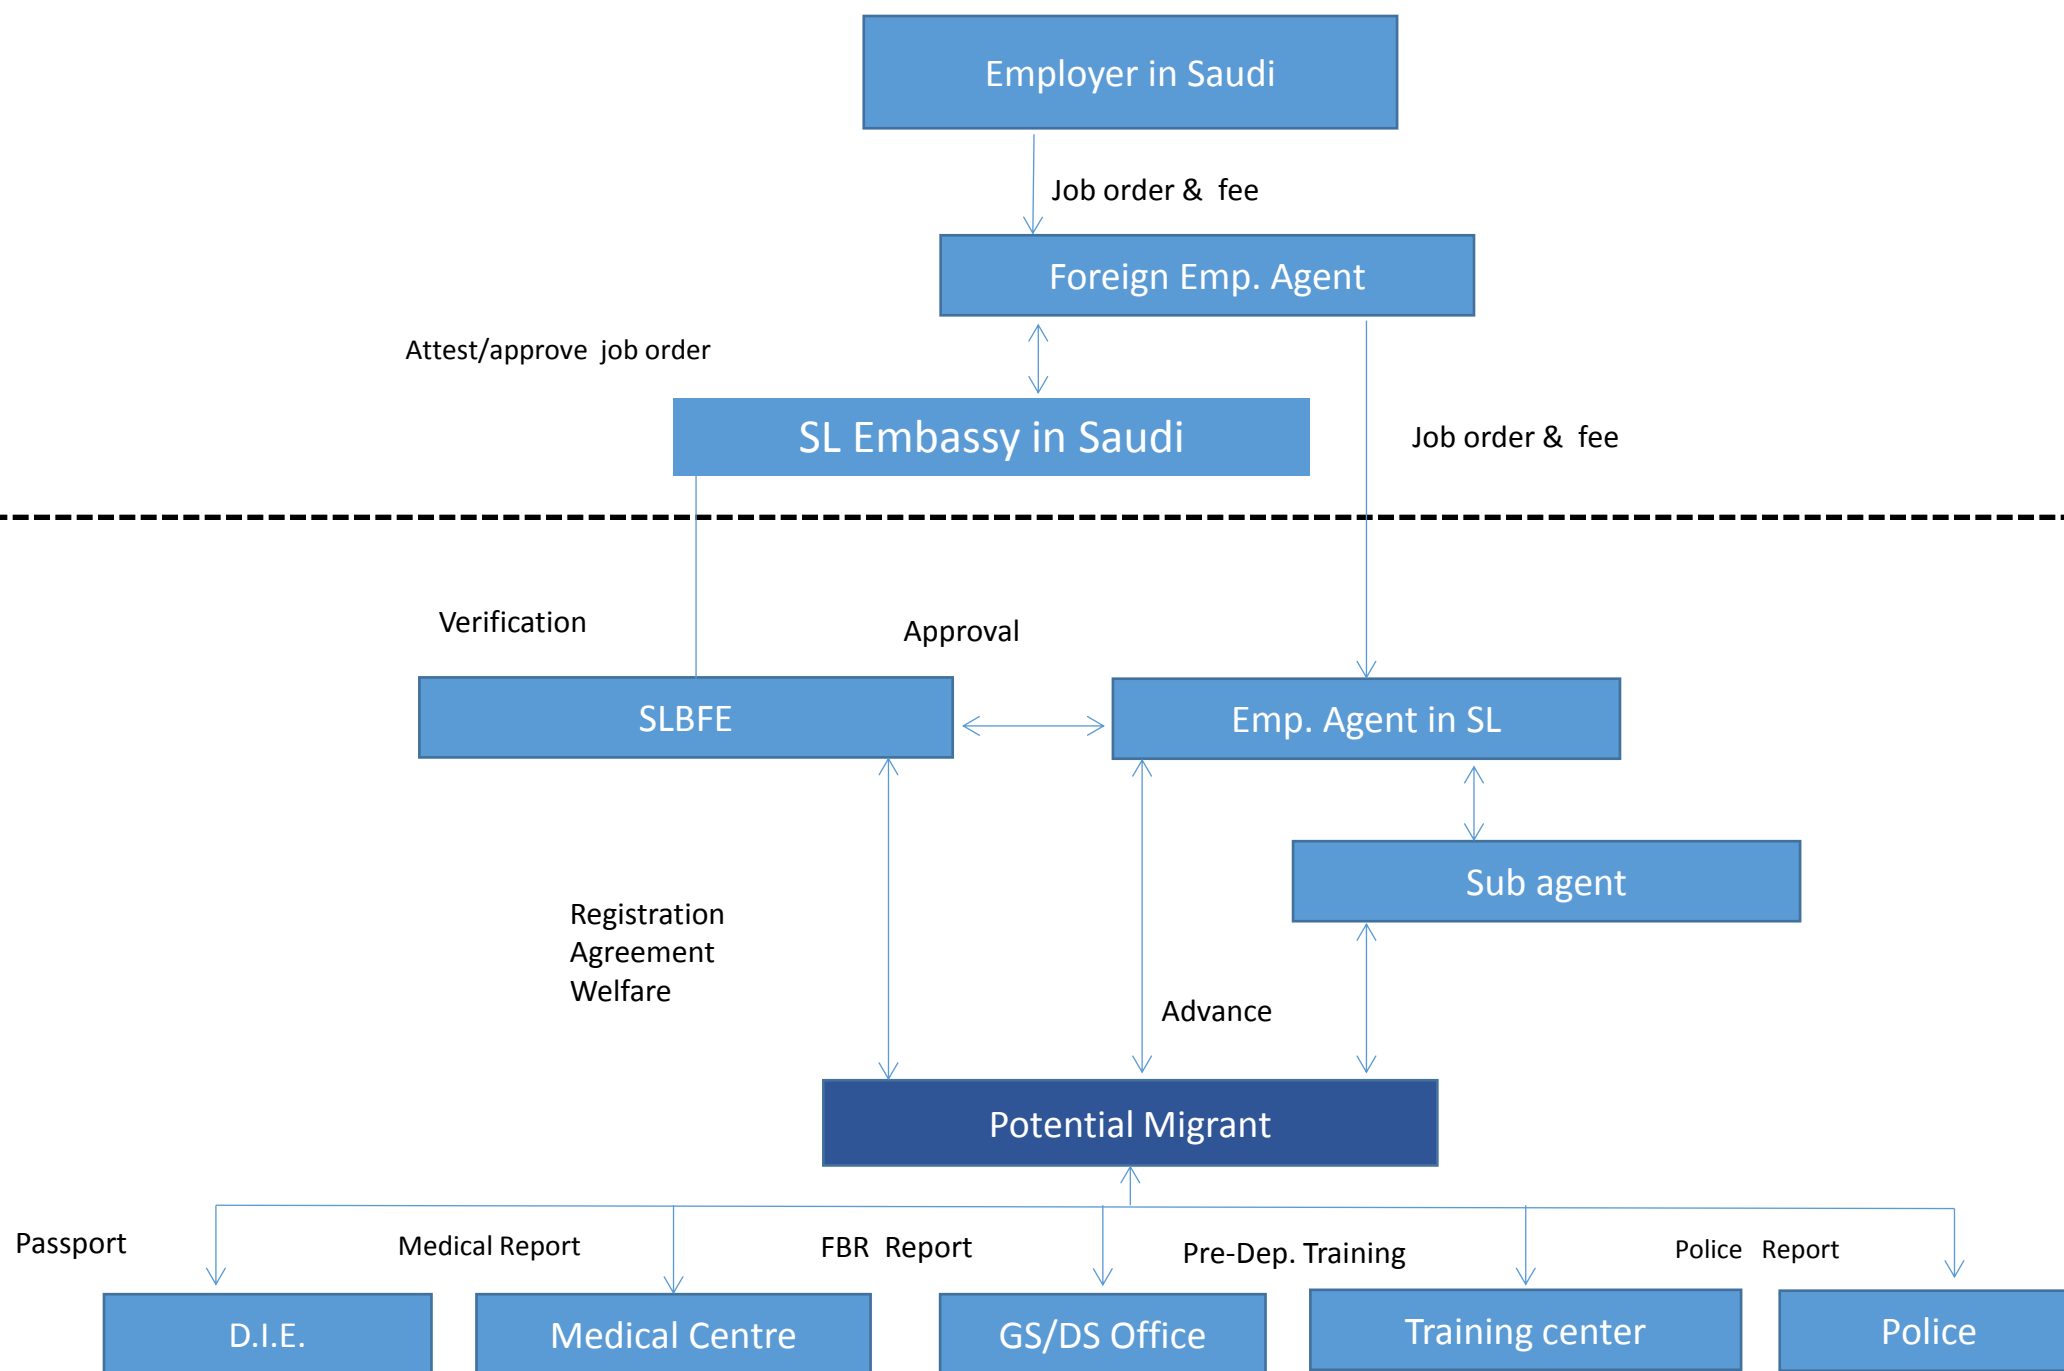 Employer in Saudi
Job order & fee
Foreign Emp. Agent
Attest/approve job order
SL Embassy in Saudi
Job order & fee
Verification
Approval
SLBFE
Emp. Agent in SL
Sub agent
Registration
Agreement
Welfare
Advance
Potential Migrant
Passport
Medical Report
FBR Report
Pre-Dep. Training
Police Report
D.I.E.
Medical Centre
GS/DS Office
Training center
Police